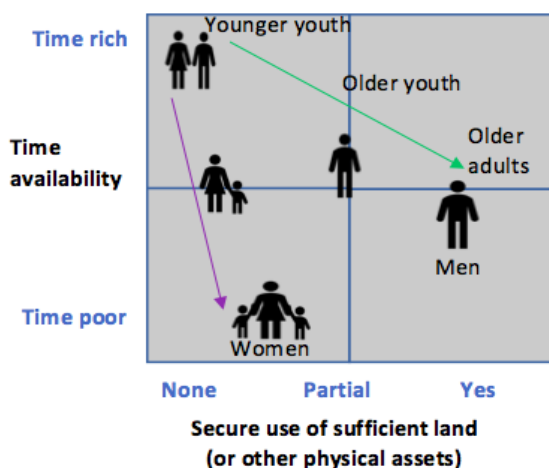 Time rich
Younger youth
Older youth
Time
availability
Older
adults
Men
Time poor
Women
None
Partial
Yes
Secure use of sufficient land
(or other physical assets)